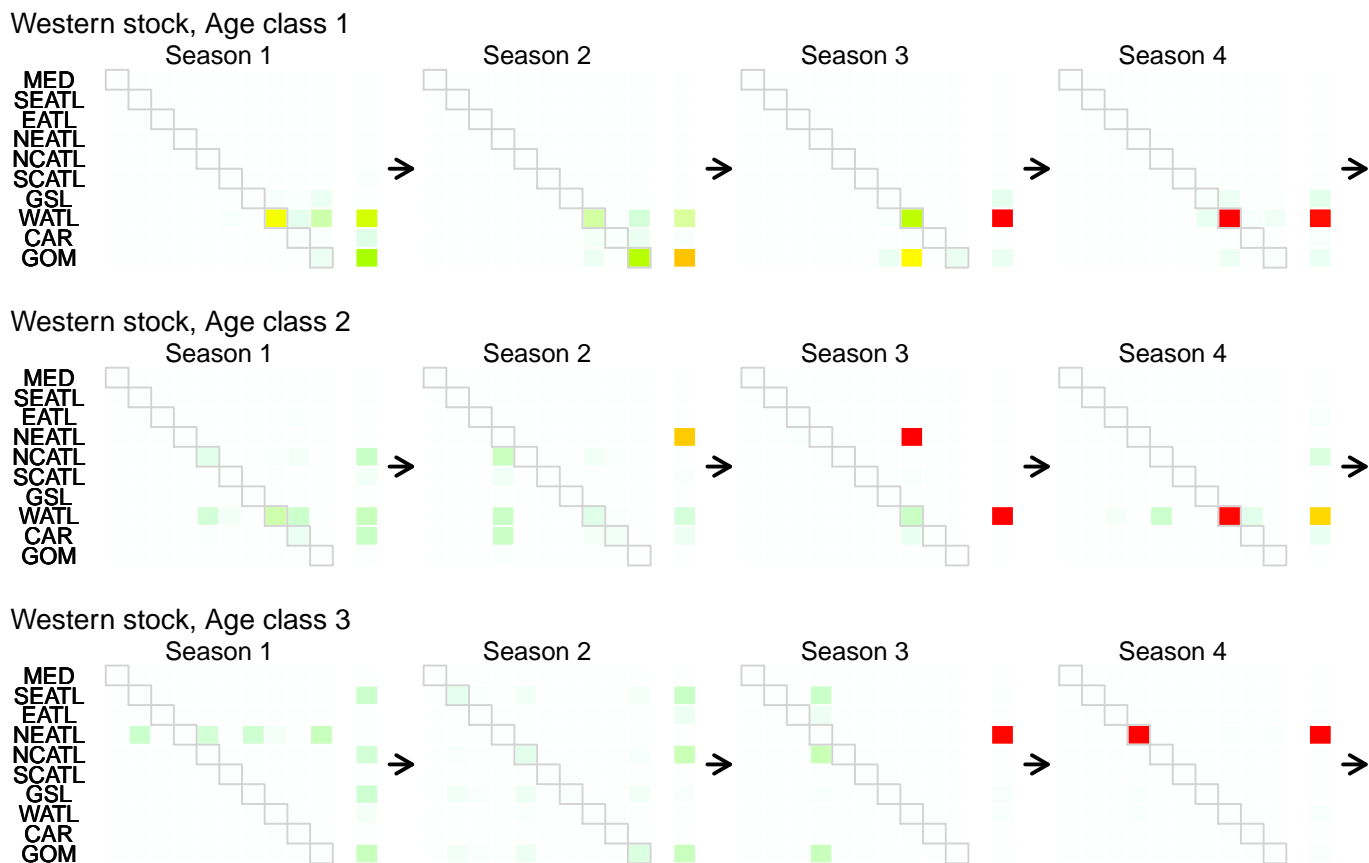 Western stock, Age class 1
Season 1 Season 2 Season 3 Season 4
MED
SEATL
EATL
NEATL
NCATL
SCATL
GSL
WATL
CAR
GOM
Western stock, Age class 2
Season 1 Season 2 Season 3 Season 4
MED
SEATL
EATL
NEATL
NCATL
SCATL
GSL
WATL
CAR
GOM
Western stock, Age class 3
Season 1 Season 2 Season 3 Season 4
MED
SEATL
EATL
NEATL
NCATL
SCATL
GSL
WATL
CAR
GOM